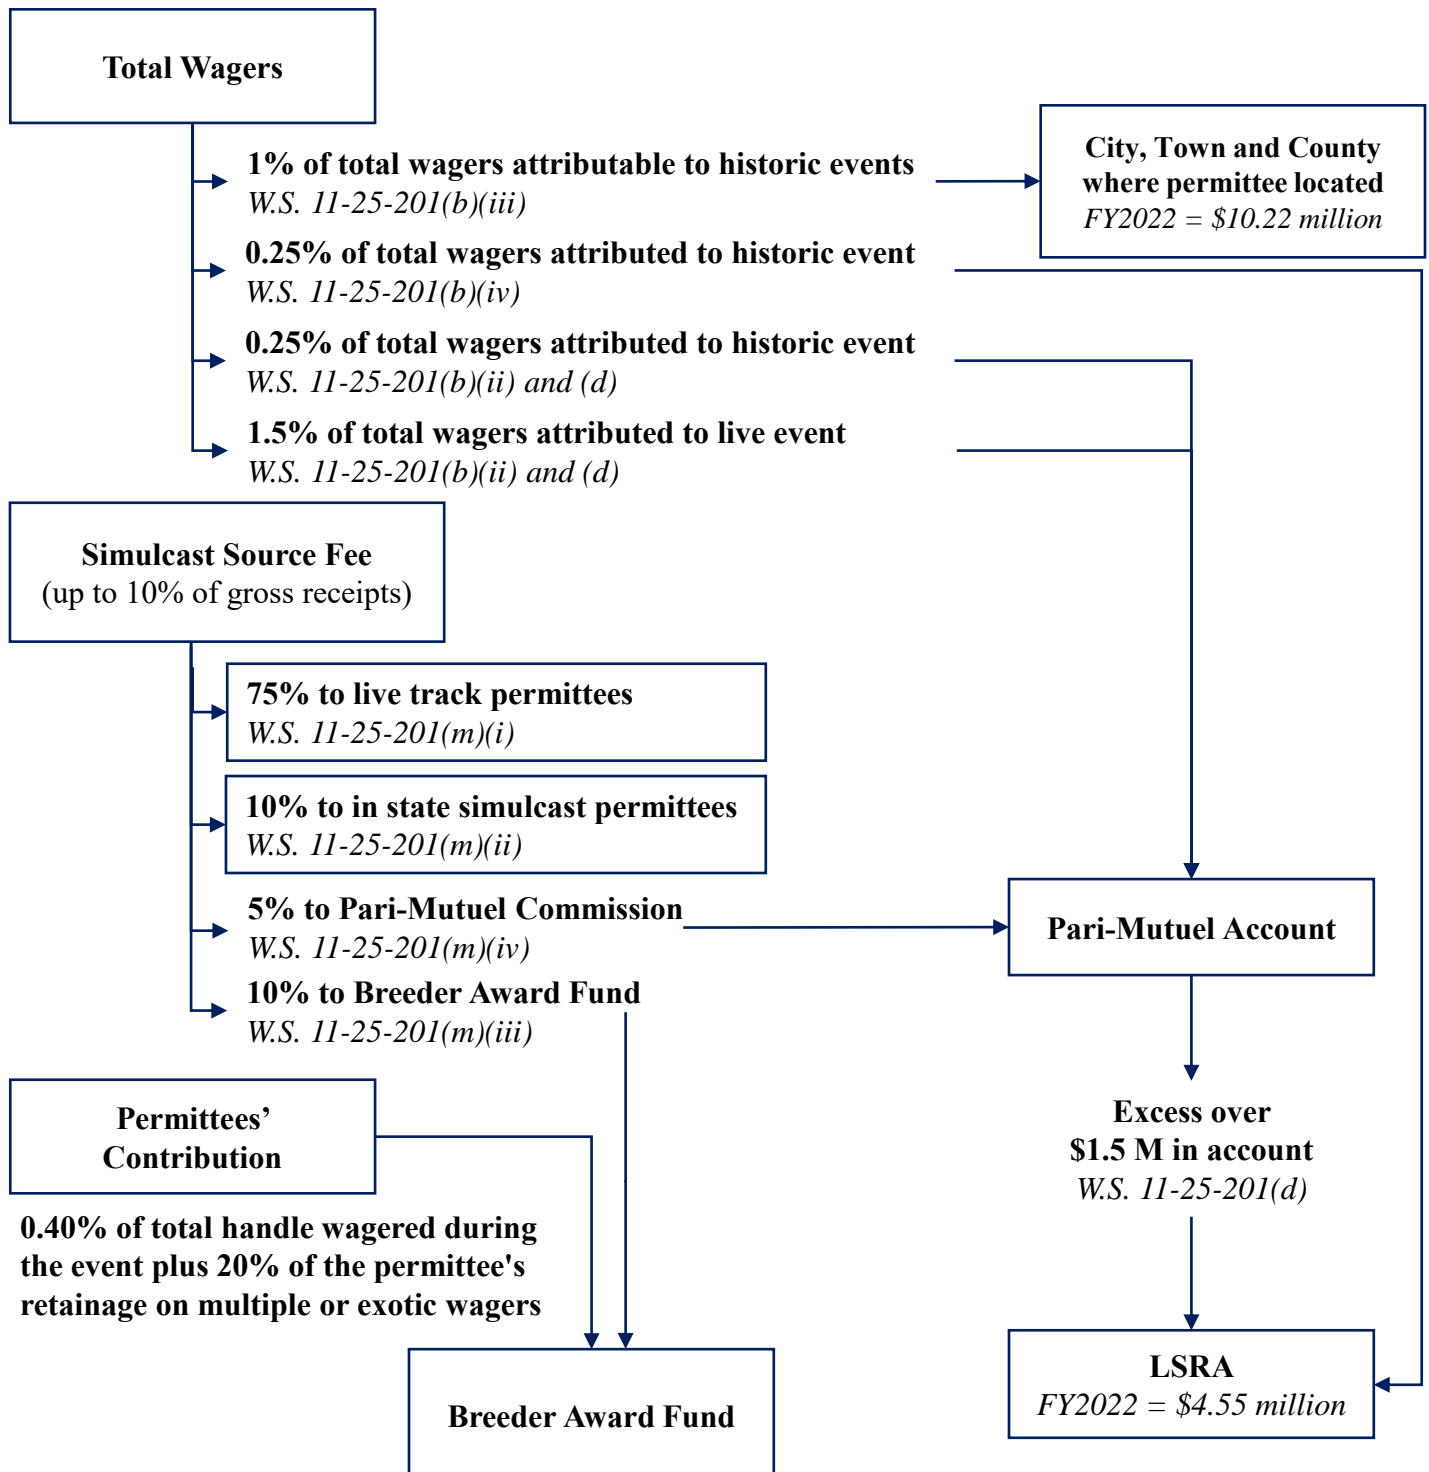 Total Wagers
1% of total wagers attributable to historic events
W.S. 11-25-201(b)(iii)
City, Town and County
where permittee located
FY2022 = $10.22 million
0.25% of total wagers attributed to historic event
W.S. 11-25-201(b)(iv)
0.25% of total wagers attributed to historic event
W.S. 11-25-201(b)(ii) and (d)
1.5% of total wagers attributed to live event
W.S. 11-25-201(b)(ii) and (d)
Simulcast Source Fee
(up to 10% of gross receipts)
75% to live track permittees
W.S. 11-25-201(m)(i)
10% to in state simulcast permittees
W.S. 11-25-201(m)(ii)
5% to Pari-Mutuel Commission
W.S. 11-25-201(m)(iv)
Pari-Mutuel Account
10% to Breeder Award Fund
W.S. 11-25-201(m)(iii)
Permittees’
Contribution
0.40% of total handle wagered during
the event plus 20% of the permittee's
retainage on multiple or exotic wagers
Excess over
$1.5 M in account
W.S. 11-25-201(d)
Breeder Award Fund
LSRA
FY2022 = $4.55 million